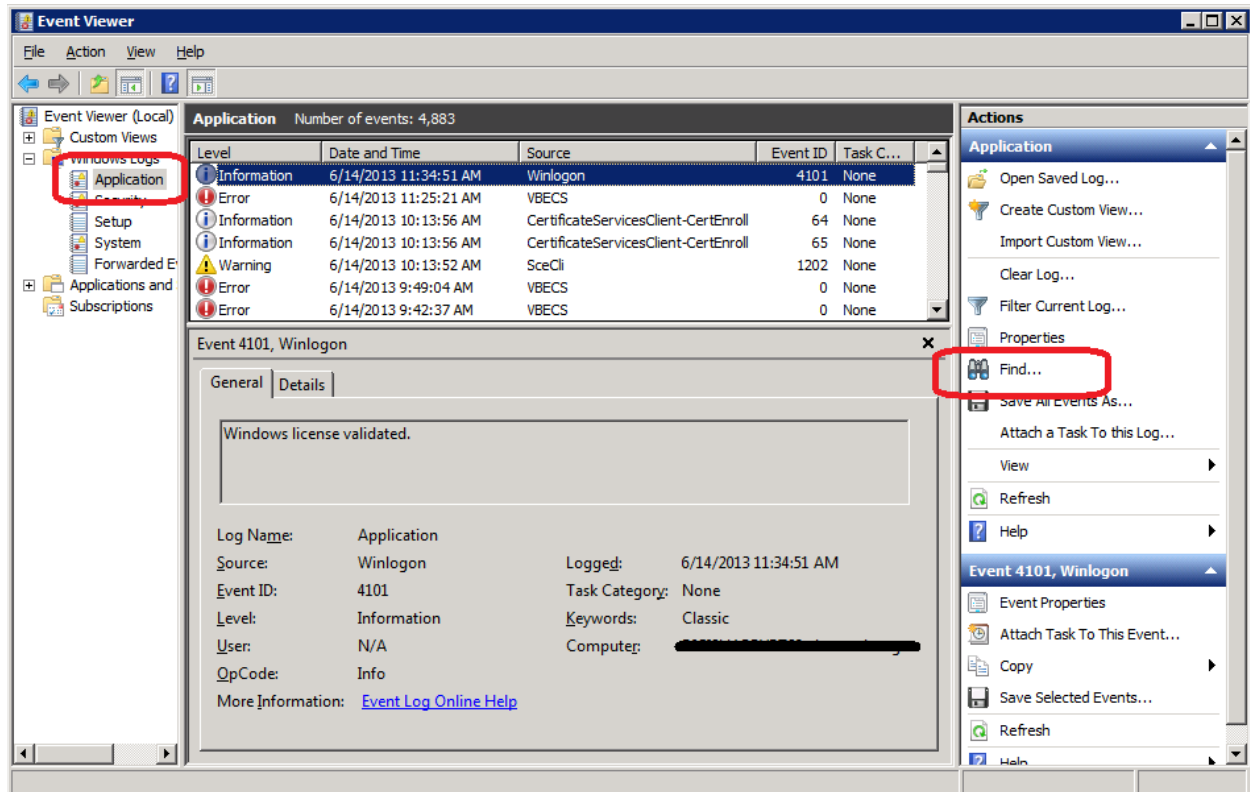 Event Viewer
File Action View Help
Event Viewer (Local)
Custom Views
Windows Logs
Application
Security
Setup
System
Forwarded E
Applications and
Subscriptions
Application Number of events: 4,883
Level Date and Time Source Event ID Task C...
Information 6/14/2013 11:34:51 AM Winlogon 4101 None
Error 6/14/2013 11:25:21 AM VBECS 0 None
Information 6/14/2013 10:13:56 AM CertificateServicesClient-CertEnroll 64 None
Information 6/14/2013 10:13:56 AM CertificateServicesClient-CertEnroll 65 None
Warning 6/14/2013 10:13:52 AM SceCli 1202 None
Error 6/14/2013 9:49:04 AM VBECS 0 None
Error 6/14/2013 9:42:37 AM VBECS 0 None
Event 4101, Winlogon
General Details
Windows license validated.
Log Name: Application
Source: Winlogon Logged: 6/14/2013 11:34:51 AM
Event ID: 4101 Task Category: None
Level: Information Keywords: Classic
User: N/A Computer:
OpCode: Info
More Information: Event Log Online Help
Actions
Application
Open Saved Log...
Create Custom View...
Import Custom View...
Clear Log...
Filter Current Log...
Properties
Find...
Save All Events As...
Attach a Task To this Log...
View
Refresh
Help
Event 4101, Winlogon
Event Properties
Attach Task To This Event...
Copy
Save Selected Events...
Refresh
Help